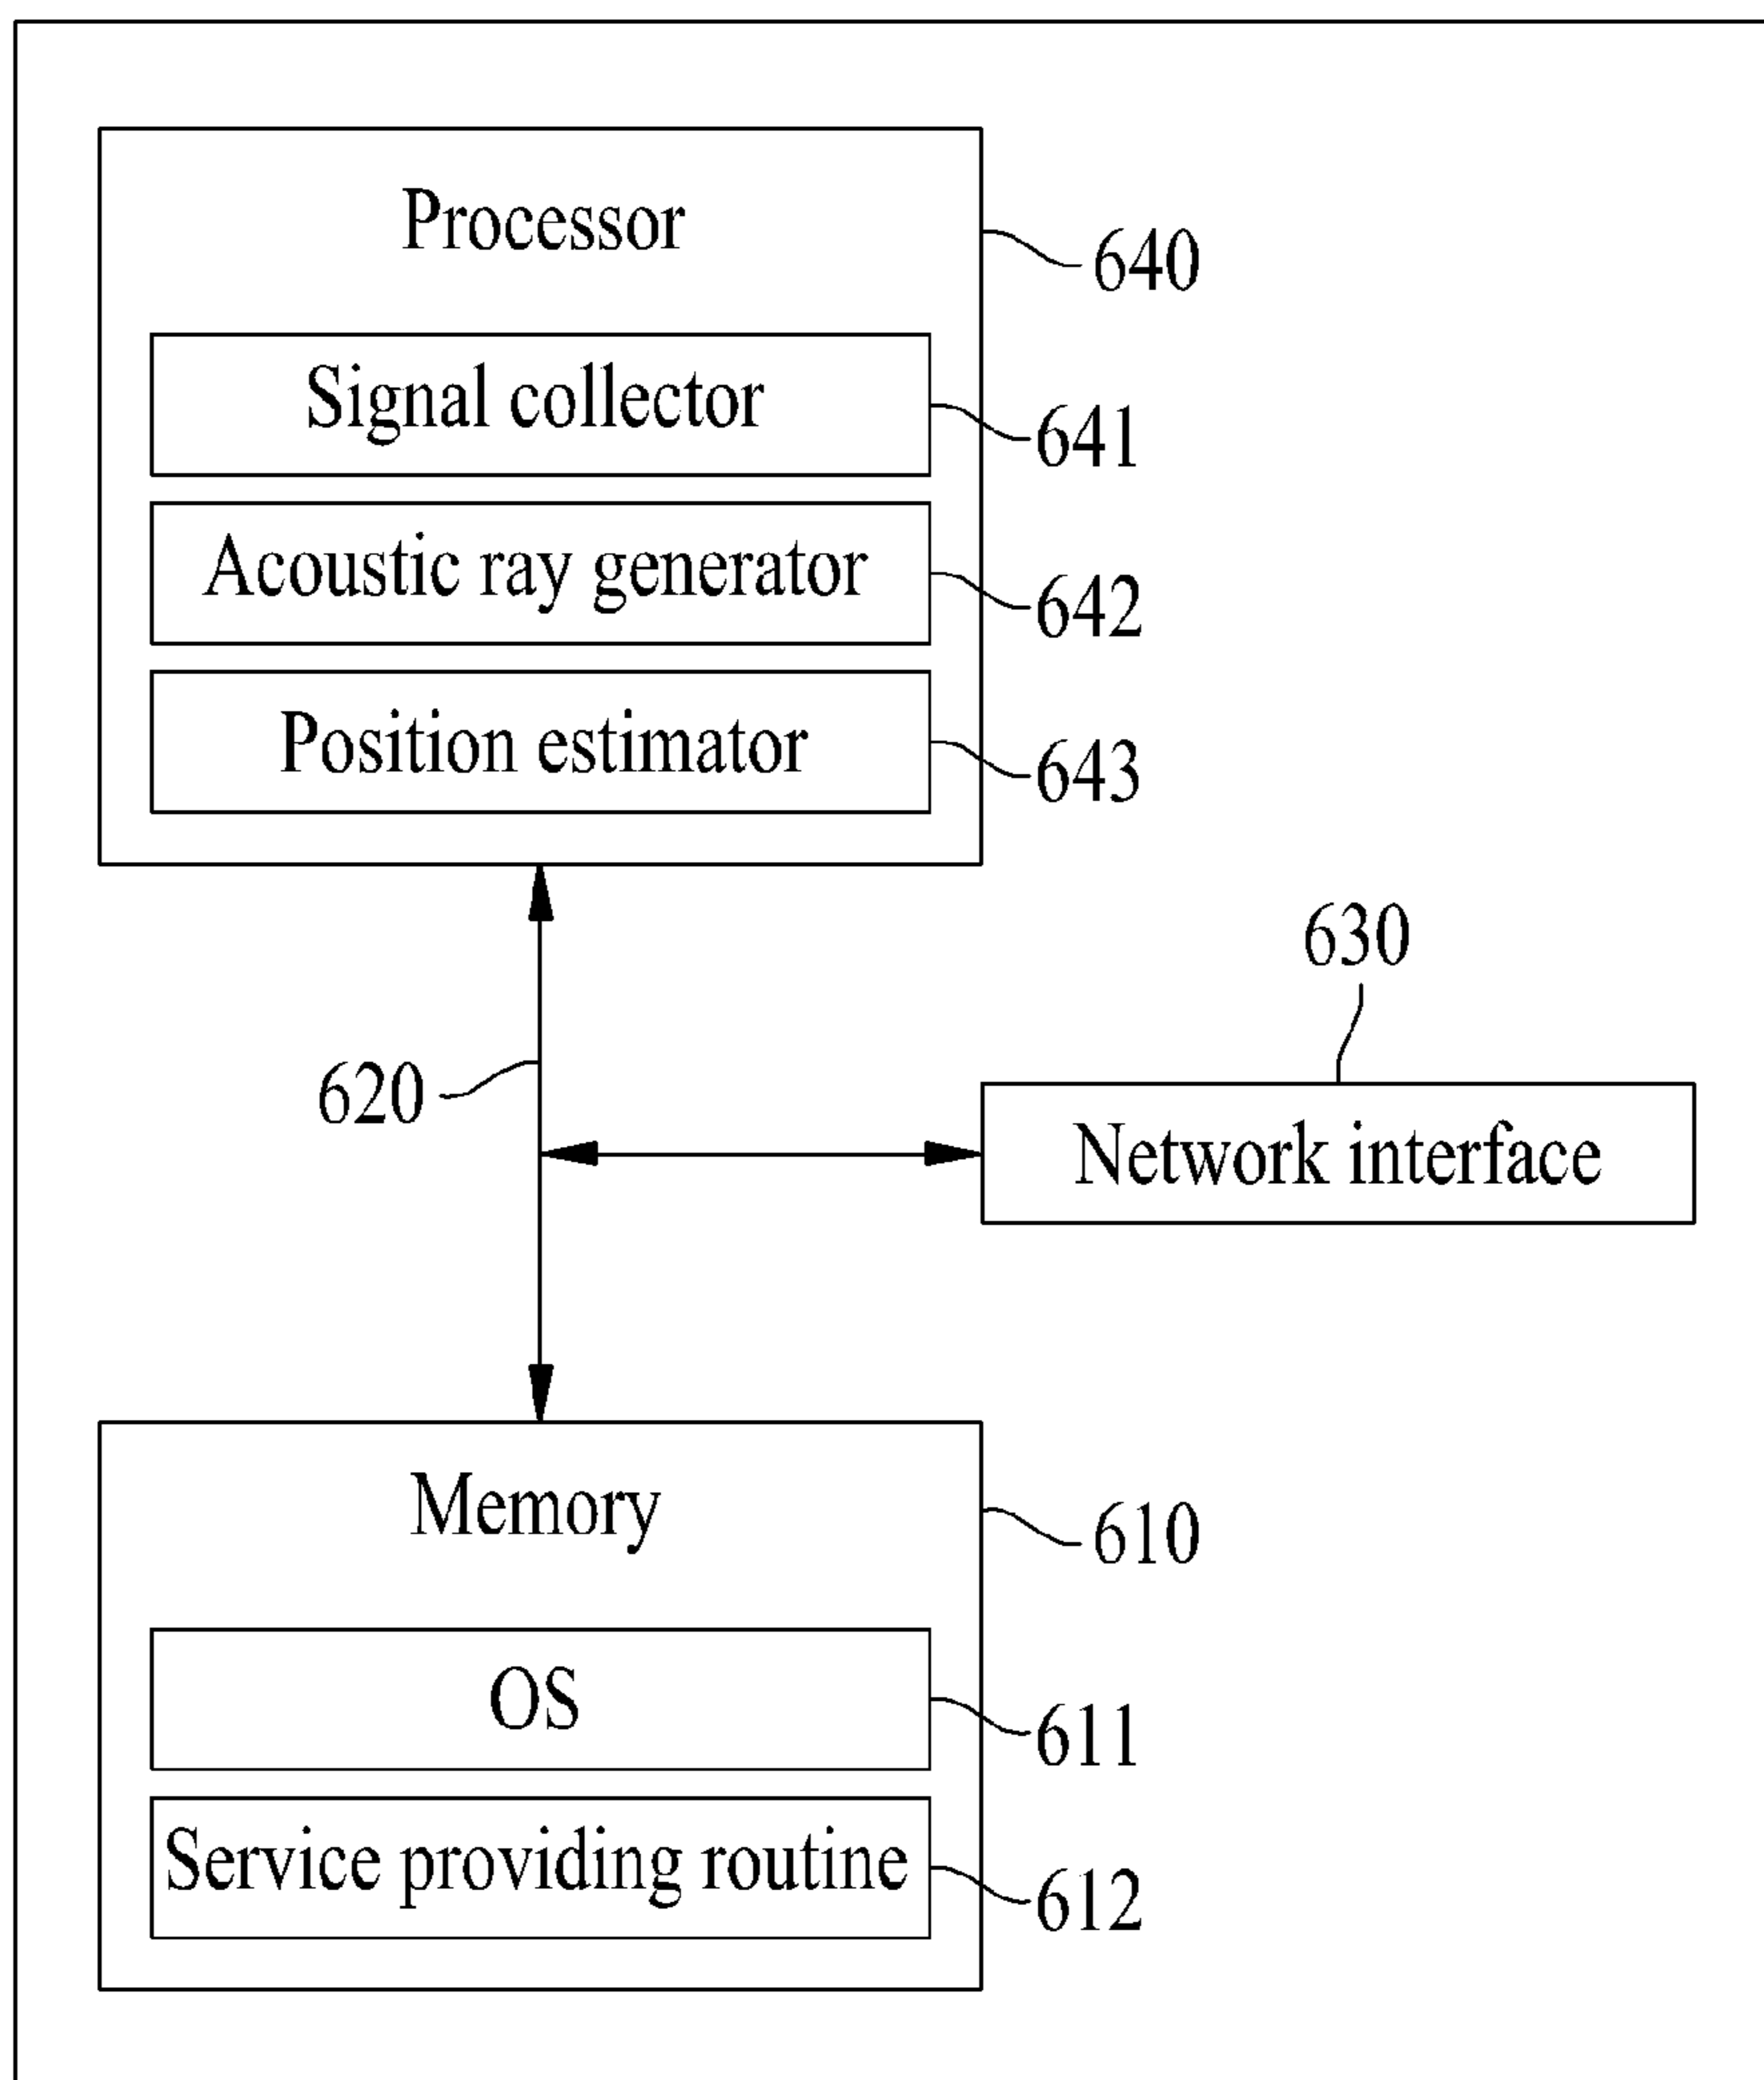 Processor
640
Signal collector
641
Acoustic ray generator
642
Position estimator
643
630
620
Network interface
Memory
610
OS
611
Service providing routine
612